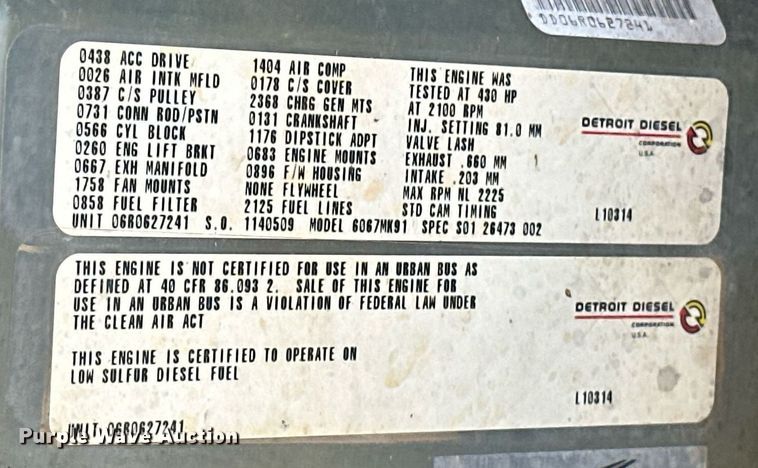 DD06R0627241
0438 ACC DRIVE
0026 AIR INTK MFLD
0387 C/S PULLEY
0731 CONN ROD/PSTN
0566 CYL BLOCK
0260 ENG LIFT BRKT
0667 EXH MANIFOLD
1758 FAN MOUNTS
0858 FUEL FILTER
1404 AIR COMP
0178 C/S COVER
2368 CHRG GEN MTS
0131 CRANKSHAFT
1176 DIPSTICK ADPT
0683 ENGINE MOUNTS
0896 F/W HOUSING
NONE FLYWHEEL
2125 FUEL LINES
THIS ENGINE WAS
TESTED AT 430 HP
AT 2100 RPM
INJ. SETTING 81.0 MM
VALVE LASH
EXHAUST .660 MM
INTAKE .203 MM
MAX RPM NL 2225
STD CAM TIMING
UNIT 06R0627241 S.O. 1140509 MODEL 6067MK91 SPEC S01 26473 002
DETROIT DIESEL
CORPORATION
U.S.A.
L10314
THIS ENGINE IS NOT CERTIFIED FOR USE IN AN URBAN BUS AS
DEFINED AT 40 CFR 86.093 2. SALE OF THIS ENGINE FOR
USE IN AN URBAN BUS IS A VIOLATION OF FEDERAL LAW UNDER
THE CLEAN AIR ACT
THIS ENGINE IS CERTIFIED TO OPERATE ON
LOW SULFUR DIESEL FUEL
UNIT 06R0627241
DETROIT DIESEL
CORPORATION
U.S.A.
L10314
Purple Wave Auction